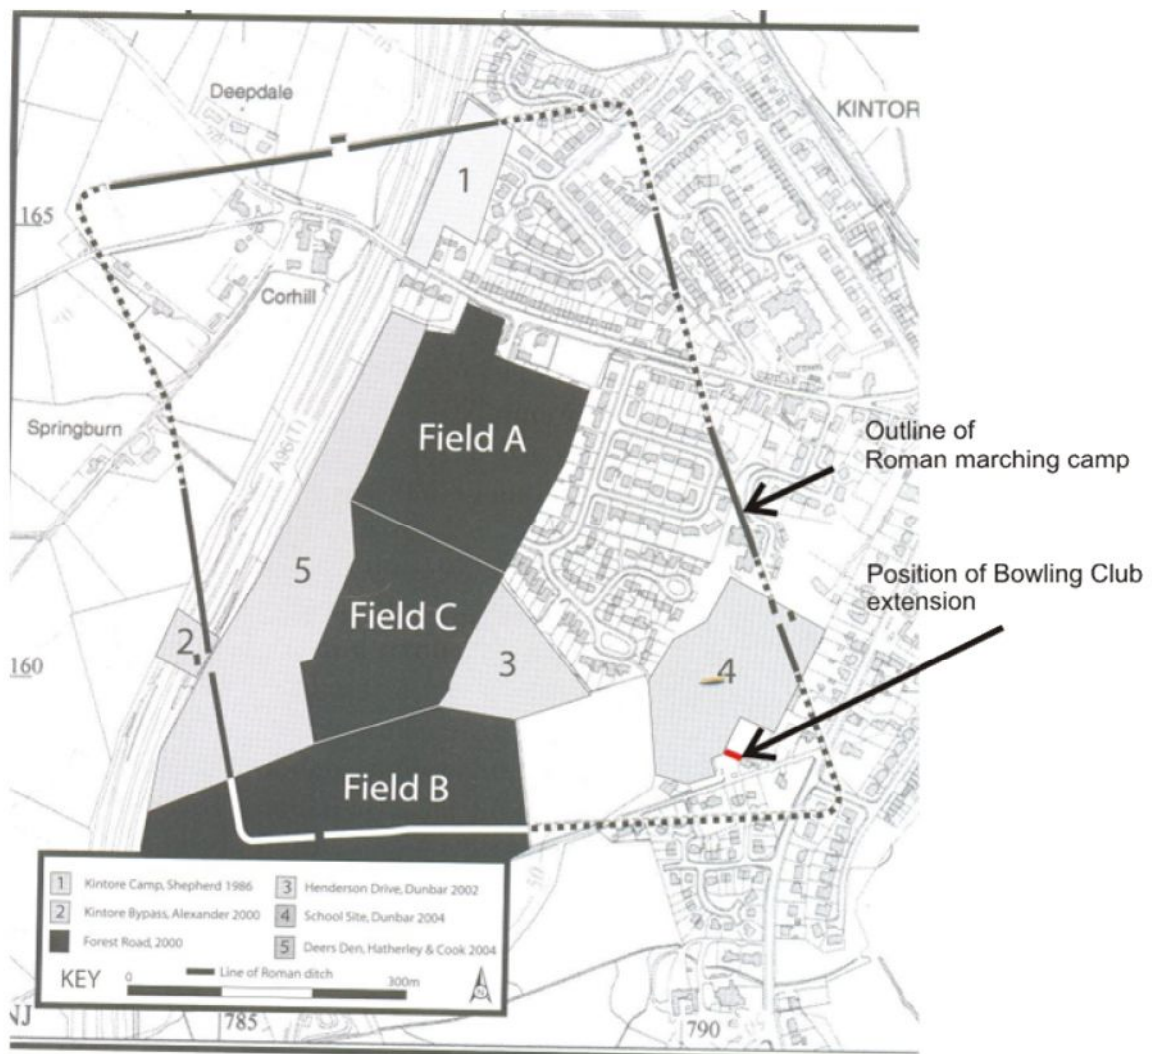 Deepdale
KINTOR
1
165
Corhill
Springburn
A96(T)
Field A
Outline of
Roman marching camp
5
Field C
Position of Bowling Club
extension
2
160
3
4
Field B
1 Kintore Camp, Shepherd 1986
2 Kintore Bypass, Alexander 2000
Forest Road, 2000
3 Henderson Drive, Dunbar 2002
4 School Site, Dunbar 2004
5 Deers Den, Hatherley & Cook 2004
50
KEY
Line of Roman ditch
0 300m
N
NJ
785
790